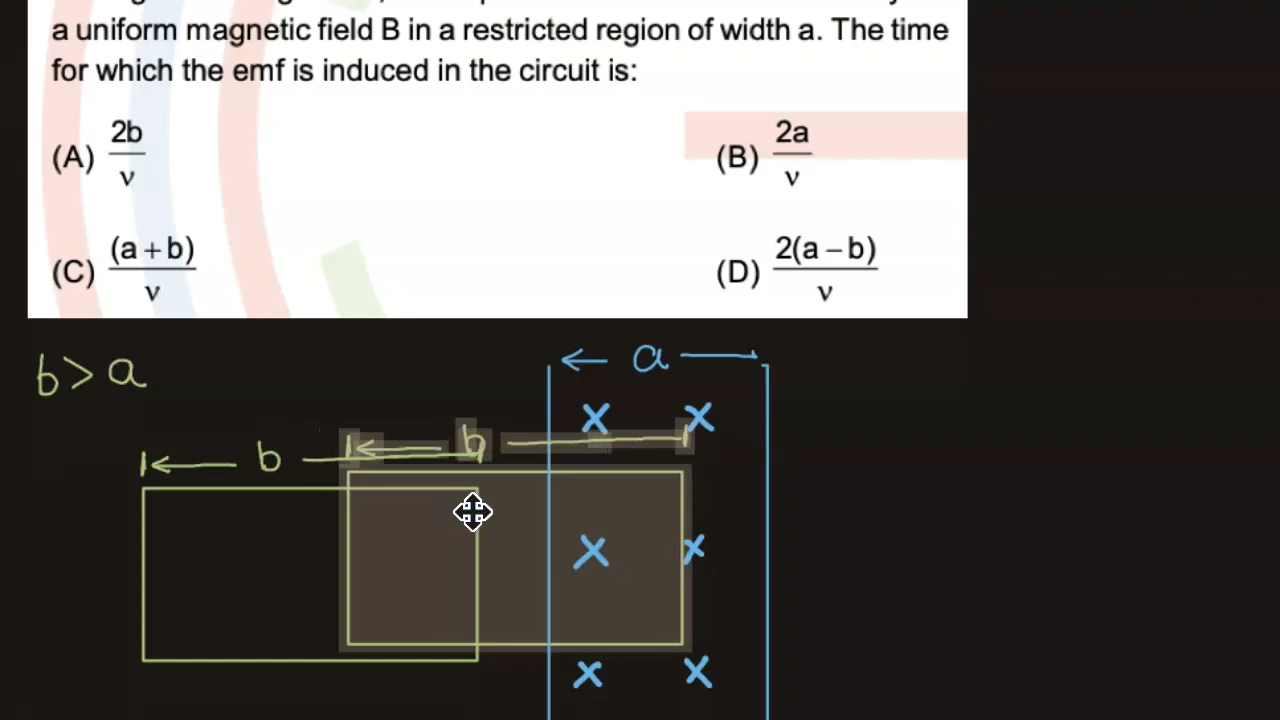 a uniform magnetic field B in a restricted region of width a. The time
for which the emf is induced in the circuit is:
(A) 2b/v
(B) 2a/v
(C) (a + b)/v
(D) 2(a − b)/v
b > a
a
b
b
x x
x x
x x